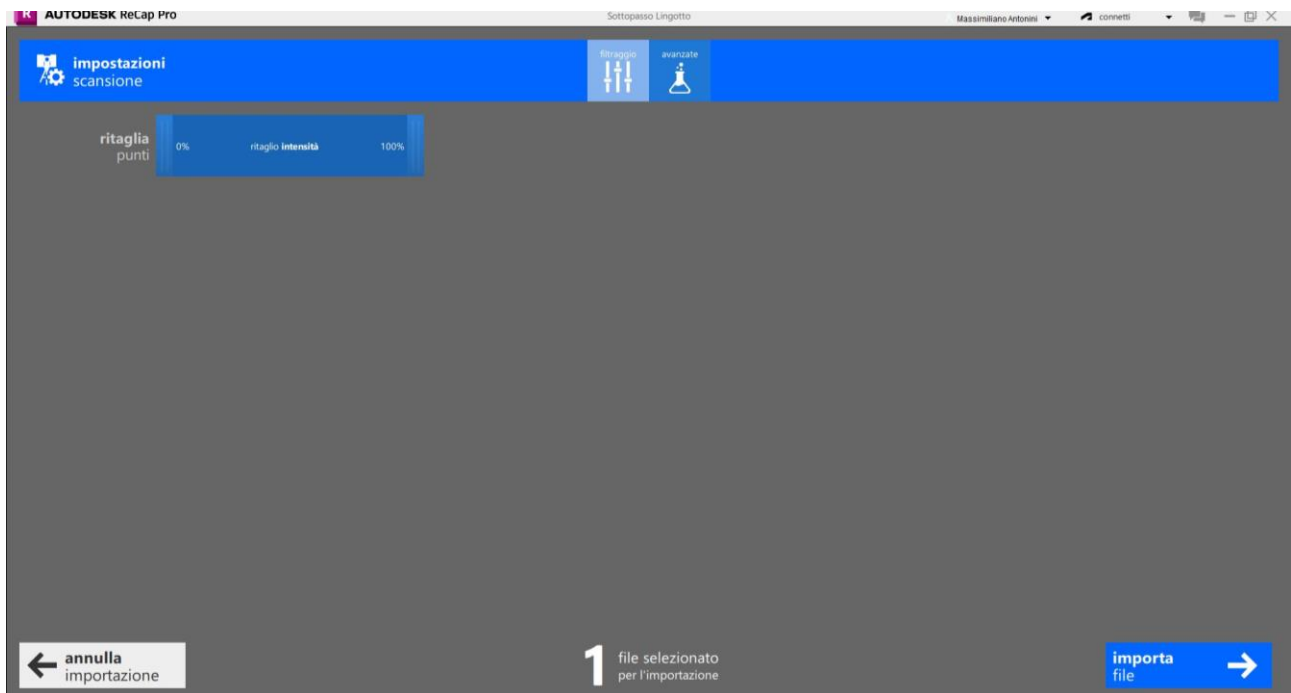 R AUTODESK ReCap Pro Sottopasso Lingotto Massimiliano Antonini connetti
impostazioni
scansione
filtraggio avanzate
ritaglia
punti
0% ritaglio intensità 100%
annulla
importazione
1 file selezionato
per l'importazione
importa
file